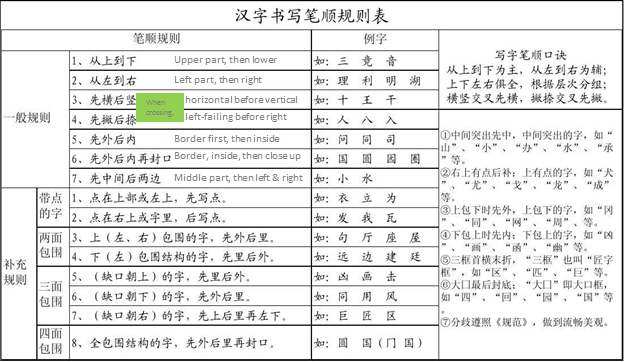 汉字书写笔顺规则表
笔顺规则 例字
一般规则
1、从上到下 Upper part, then lower 如：三 竟 音
2、从左到右 Left part, then right 如：理 利 明 湖
3、先横后竖 horizontal before vertical 如：十 王 干
When crossing,
4、先撇后捺 left-failing before right 如：人 八 入
5、先外后内 Border first, then inside 如：问 同 司
6、先外后内再封口 Border, inside, then close up 如：国 圆 园 圈
7、先中间后两边 Middle part, then left & right 如：小 水
补充规则
带点的字
1、点在上部或左上，先写点。 如：衣 立 为
2、点在右上或字里，后写点。 如：发 我 瓦
两面包围
3、上（左、右）包围的字，先外后里。 如：句 厅 座 屋
4、下（左）包围结构的字，先里后外。 如：远 边 建 廷
三面包围
5、（缺口朝上）的字，先里后外。 如：凶 画 击
6、（缺口朝下）的字，先外后里。 如：同 用 风
7、（缺口朝右）的字，先上后里再左下。 如：巨 匠 区
四面包围
8、全包围结构的字，先外后里再封口。 如：圆 国（门 国）
写字笔顺口诀
从上到下为主，从左到右为辅；
上下左右俱全，根据层次分组；
横竖交叉先横，撇捺交叉先撇。
①中间突出先中，中间突出的字，如“
山”、“小”、“办”、“水”、“承
”等。
②右上有点后补；上有点的字，如“犬
”、“尤”、“戈”、“龙”、“成”
等。
③上包下时先外，上包下的字，如“冈
”、“同”、“网”、“周”、等。
④下包上时先内；下包上的字，如“凶
”、“画”、“函”、“幽”等。
⑤三框首横末折，“三框”也叫“匠字
框”，如“区”、“匹”、“巨”等。
⑥大口最后封底；“大口”即大口框，
如“四”、“回”、“园”、“国”等
。
⑦分歧遵照《规范》，做到流畅美观。